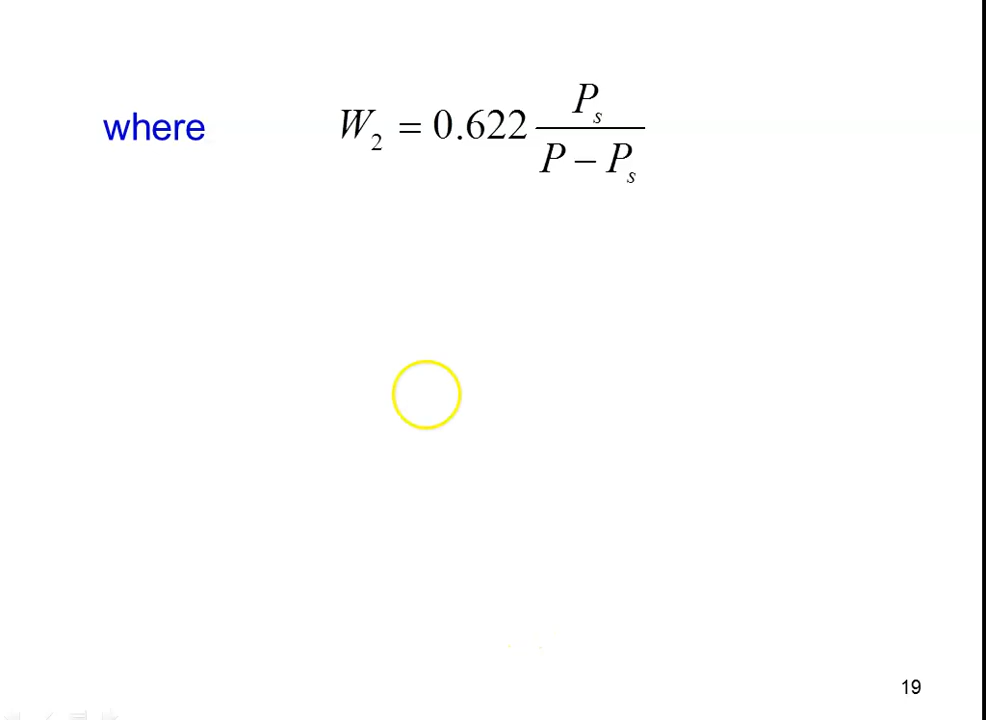 where W₂ = 0.622 Pₛ / (P − Pₛ)
19